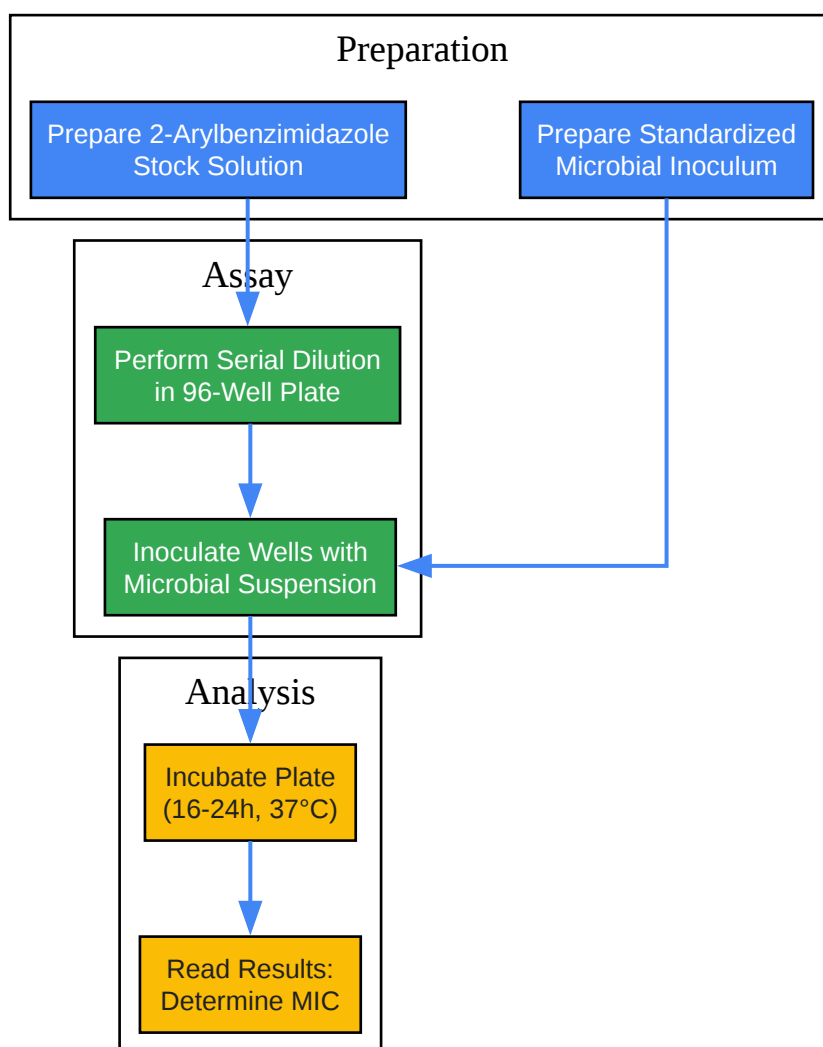 Preparation
Prepare 2-Arylbenzimidazole
Stock Solution
Prepare Standardized
Microbial Inoculum
Assay
Perform Serial Dilution
in 96-Well Plate
Inoculate Wells with
Microbial Suspension
Analysis
Incubate Plate
(16-24h, 37°C)
Read Results:
Determine MIC